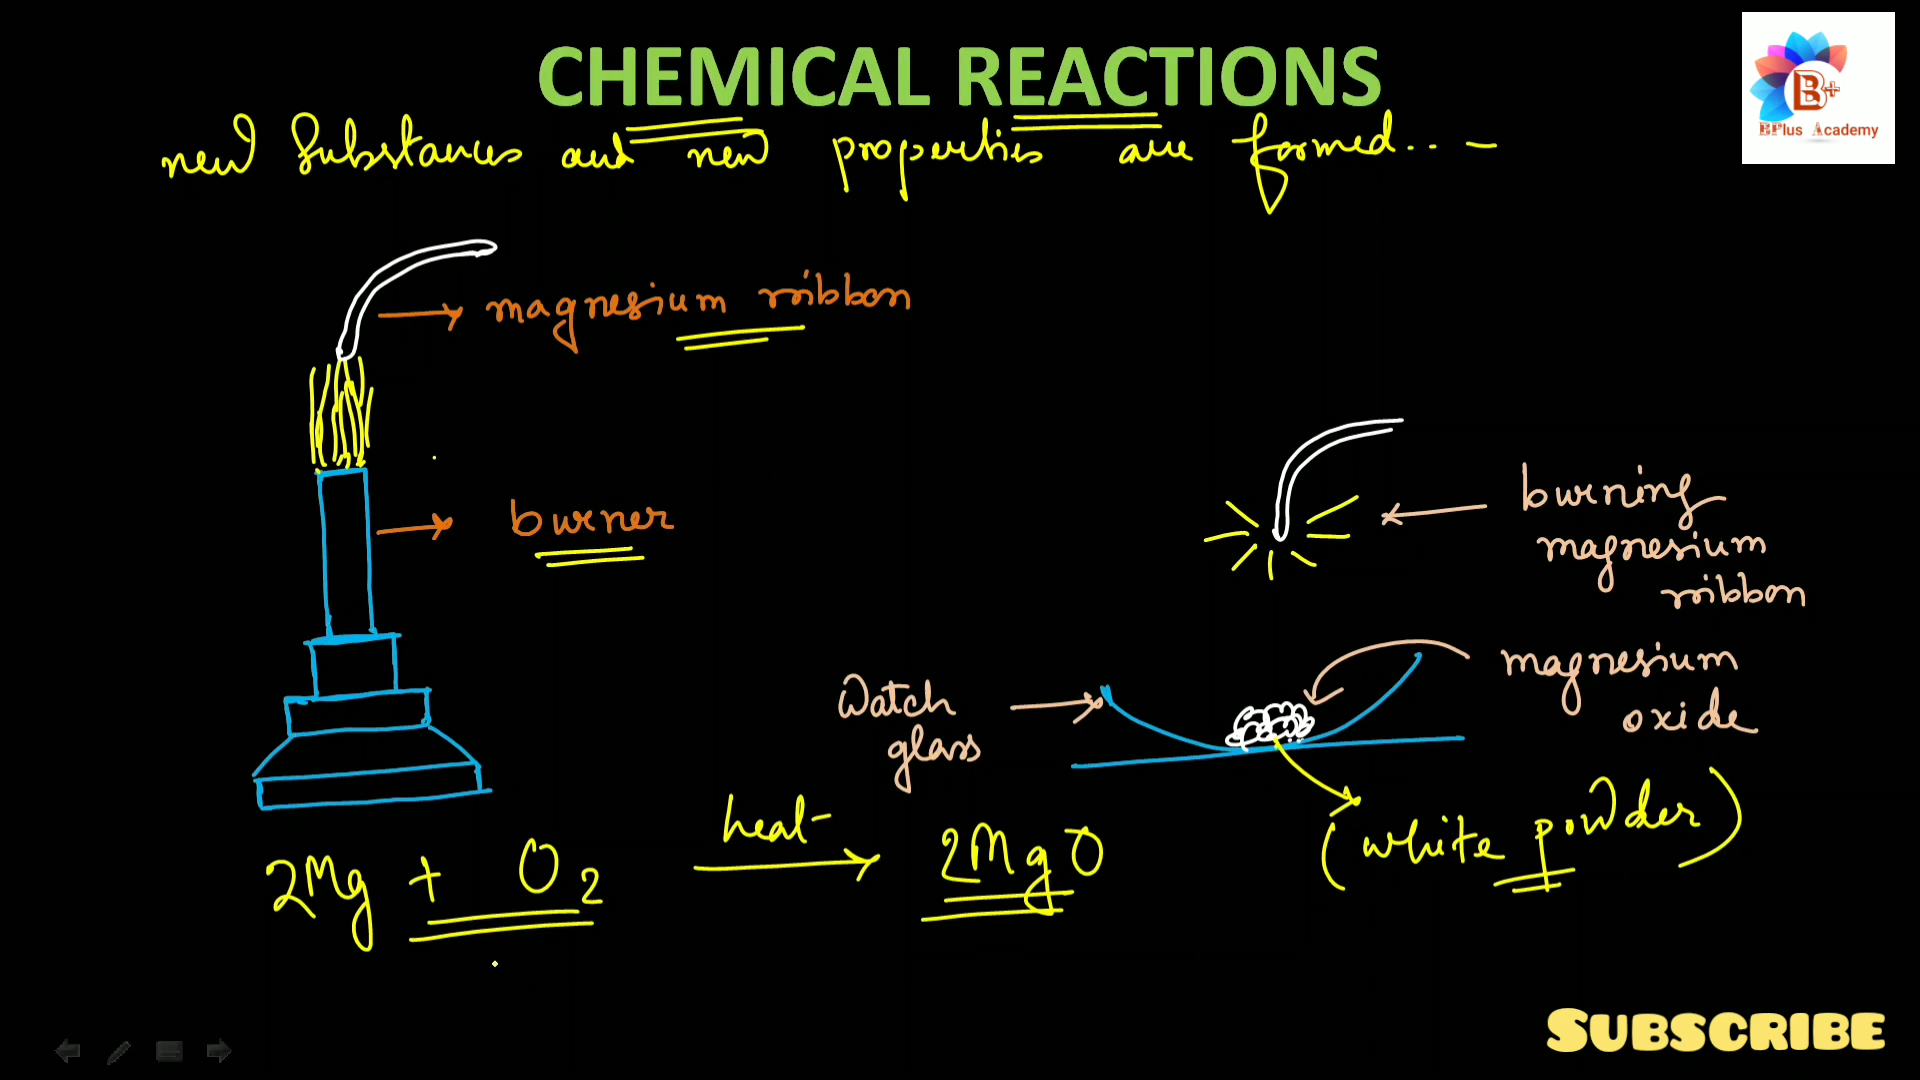 CHEMICAL REACTIONS
B+
BPlus Academy
new Substances and new properties are formed.. -
magnesium ribbon
burner
burning
magnesium
ribbon
Watch
glass
magnesium
oxide
(white powder)
2Mg + O2 heat 2MgO
SUBSCRIBE